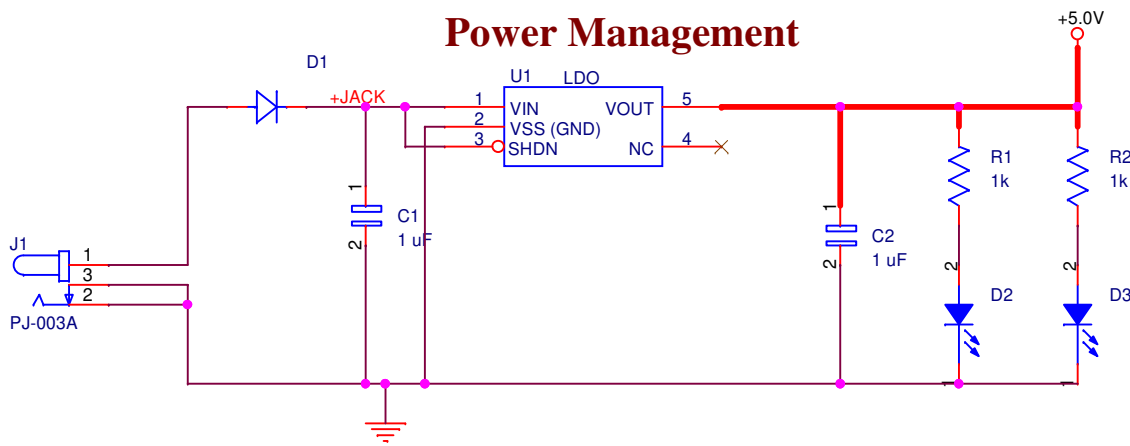 Power Management
+5.0V
D1
U1
LDO
+JACK
1
VIN
VOUT
5
2
VSS (GND)
3
SHDN
NC
4
R1
1k
R2
1k
1
C1
1 uF
2
1
C2
1 uF
2
J1
1
3
2
PJ-003A
2
D2
1
2
D3
1